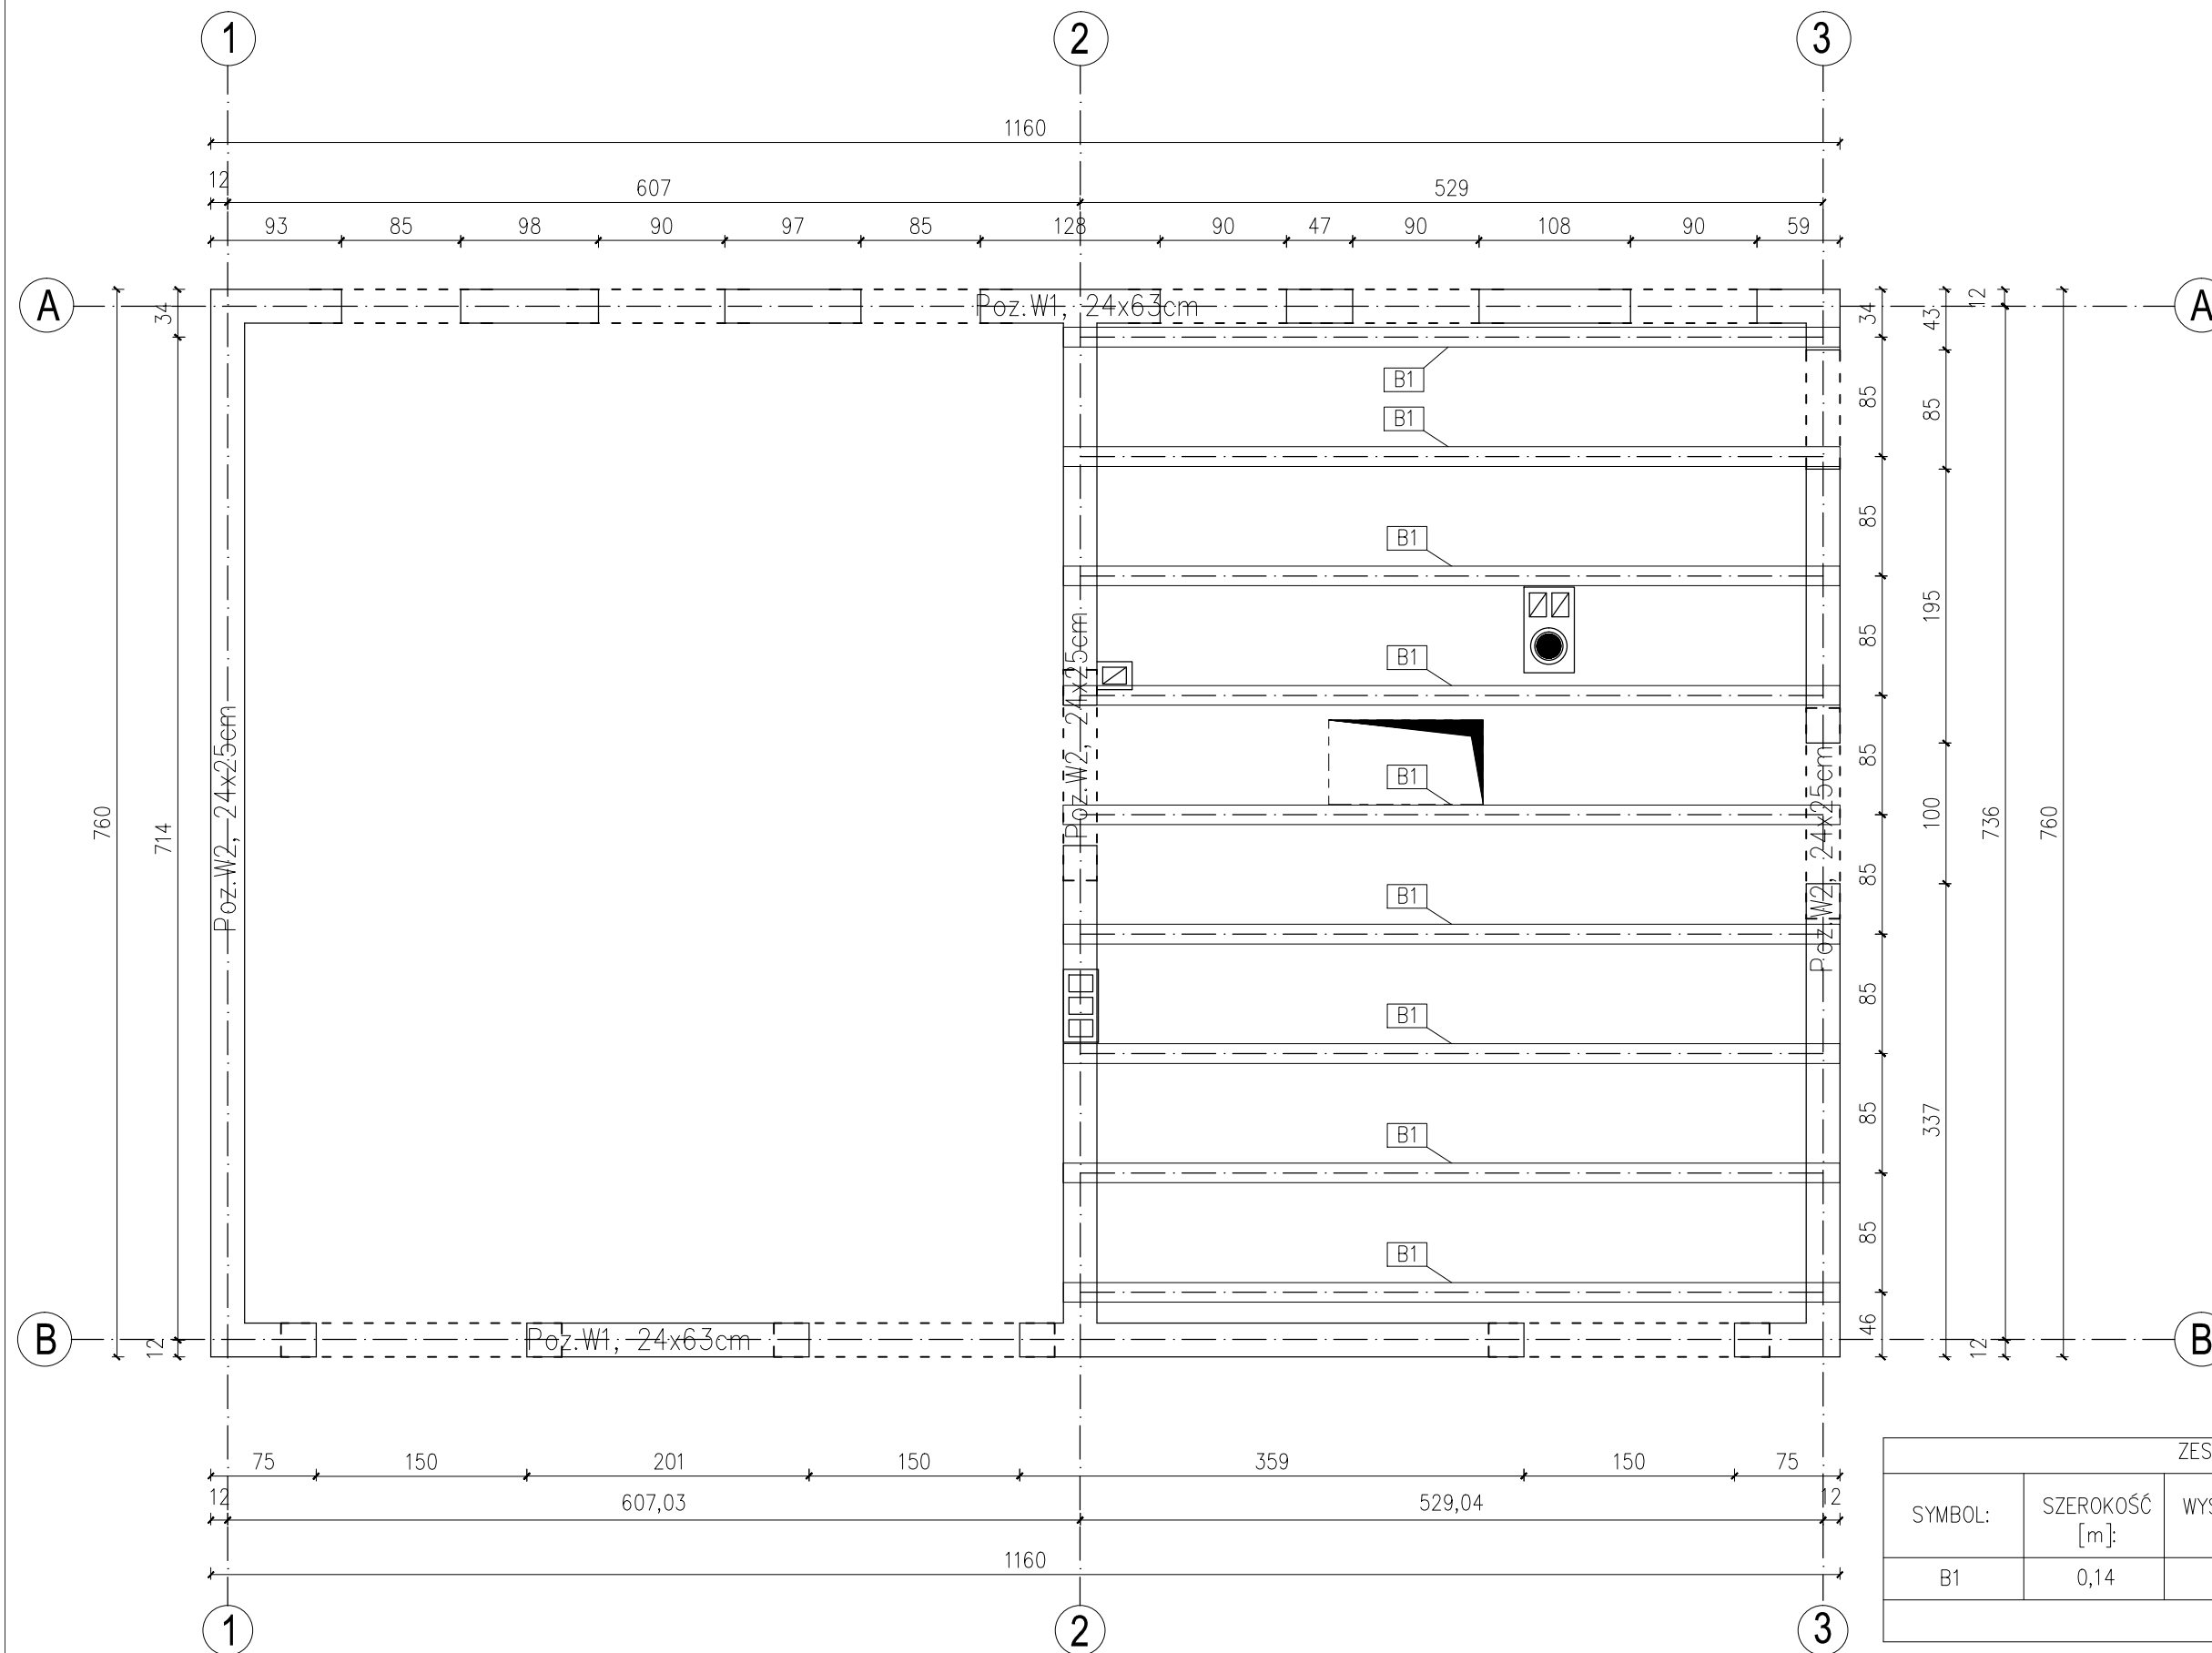 1 2 3
1160
12 607 529
93 85 98 90 97 85 128 90 47 90 108 90 59
A A
Poz.W1, 24x63cm
34 34 43 12
B1
85 85
B1
B1
85 195
B1
85
Poz.W2, 24x25cm
Poz.W2, 24x25cm
Poz.W2, 24x25cm
B1
85
760 714 100 736 760
B1
85
B1
85
B1
85 337
B1
85
46
B B
Poz.W1, 24x63cm
12 12
75 150 201 150 359 150 75
12 607,03 529,04 12
1160
1 2 3
ZES
SYMBOL: SZEROKOŚĆ WYS
[m]:
B1 0,14